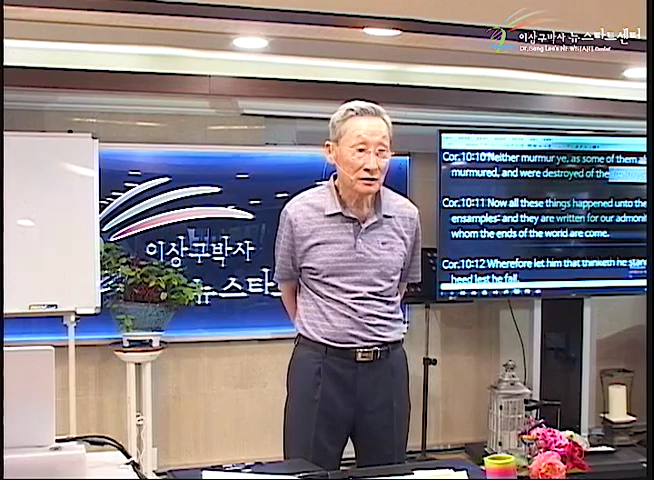 이상구박사 뉴스타트센터
Dr. Sang Lee's NEWSTART Center
이상구박사
뉴스타트
Cor.10:10 Neither murmur ye, as some of them al
murmured, and were destroyed of the
Cor.10:11 Now all these things happened unto the
ensamples: and they are written for our admoni
whom the ends of the world are come.
Cor.10:12 Wherefore let him that thinketh he stan
heed lest he fall.